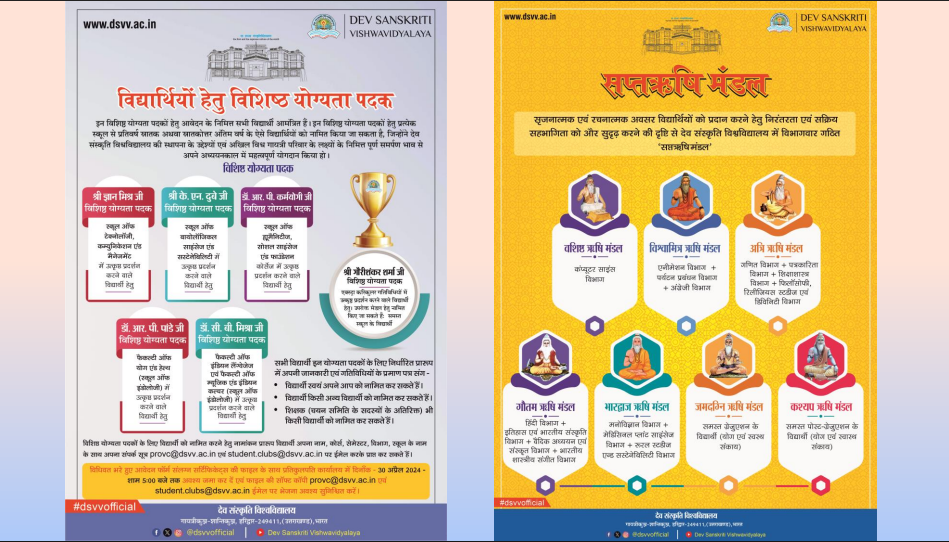 www.dsvv.ac.in
DEV SANSKRITI
VISHWAVIDYALAYA
विद्यार्थियों हेतु विशिष्ठ योग्यता पदक
इन विशिष्ट योग्यता पदकों हेतु आवेदन के निमित्त सभी विद्यार्थी आमंत्रित हैं। इन विशिष्ट योग्यता पदकों हेतु प्रत्येक
स्कूल से प्रतिवर्ष स्नातक अथवा स्नातकोत्तर अंतिम वर्ष के ऐसे विद्यार्थियों को नामित किया जा सकता है, जिन्होंने देव
संस्कृति विश्वविद्यालय की स्थापना के उद्देश्यों एवं अखिल विश्व गायत्री परिवार के लक्ष्यों के निमित्त पूर्ण समर्पण भाव से
अपने अध्ययनकाल में महत्वपूर्ण योगदान किया हो।
विशिष्ट योग्यता पदक
श्री ज्ञान मिश्र जी
विशिष्ट योग्यता पदक
स्कूल ऑफ
टेक्नोलॉजी,
कम्युनिकेशन एंड
मैनेजमेंट
में उत्कृष्ठ प्रदर्शन
करने वाले
विद्यार्थी हेतु
श्री के. एन. दुबे जी
विशिष्ट योग्यता पदक
स्कूल ऑफ
बायोलॉजिकल
साइंसेज एंड
सस्टेनेबिलिटी में
उत्कृष्ठ प्रदर्शन
करने वाले
विद्यार्थी हेतु
डॉ. आर. पी. कर्मयोगी जी
विशिष्ट योग्यता पदक
स्कूल ऑफ
ह्यूमैनिटीज,
सोशल साइंसेज
एंड फाउंडेशन
कोर्सेज में उत्कृष्ठ
प्रदर्शन करने वाले
विद्यार्थी हेतु
श्री गौरीशंकर शर्मा जी
विशिष्ट योग्यता पदक
एक्स्ट्रा करिकुलर गतिविधियों में
उत्कृष्ठ प्रदर्शन करने वाले विद्यार्थी
हेतु) उपरोक्त मेडल हेतु नामित
किए जा सकते हैं: समस्त
स्कूल के विद्यार्थी
डॉ. आर. पी. पांडे जी
विशिष्ट योग्यता पदक
फैकल्टी ऑफ
योग एंड हेल्थ
(स्कूल ऑफ
इंडोलोजी) में
उत्कृष्ठ प्रदर्शन
करने वाले
विद्यार्थी हेतु
डॉ. सी. बी. मिश्रा जी
विशिष्ट योग्यता पदक
फैकल्टी ऑफ
इंडियन लैंग्वेजेज
एवं फैकल्टी ऑफ
म्यूजिक एंड इंडियन
कल्चर (स्कूल ऑफ
इंडोलोजी) में
उत्कृष्ठ प्रदर्शन
करने वाले
विद्यार्थी हेतु
सभी विद्यार्थी इन योग्यता पदकों के लिए निर्धारित प्रारूप
में अपनी जानकारी एवं गतिविधियों के प्रमाण पत्र संग -
• विद्यार्थी स्वयं अपने आप को नामित कर सकते हैं।
• विद्यार्थी किसी अन्य विद्यार्थी को नामित कर सकते हैं।
• शिक्षक (चयन समिति के सदस्यों के अतिरिक्त) भी
किसी विद्यार्थी को नामित कर सकते हैं।
विशिष्ठ योग्यता पदकों के लिए विद्यार्थी को नामित करने हेतु नामांकन प्रारूप विद्यार्थी अपना नाम, कोर्स, सेमेस्टर, विभाग, स्कूल के नाम
के साथ अपना संपर्क सूत्र provc@dsvv.ac.in एवं student.clubs@dsvv.ac.in पर ईमेल करके प्राप्त कर सकते हैं।
विधिवत भरे हुए आवेदन फॉर्म संलग्न सर्टिफिकेट्स की फाइल के साथ प्रतिकुलपति कार्यालय में दिनाँक - 30 अप्रैल 2024 -
शाम 5:00 बजे तक अवश्य जमा कर दें एवं फाइल की सॉफ्ट कॉपी provc@dsvv.ac.in एवं
student.clubs@dsvv.ac.in ईमेल पर भेजना अवश्य सुनिश्चित करें।
#dsvvofficial
देव संस्कृति विश्वविद्यालय
गायत्रीकुञ्ज-शान्तिकुञ्ज, हरिद्वार-249411,(उत्तराखण्ड),भारत
@dsvvofficial | Dev Sanskriti Vishwavidyalaya
www.dsvv.ac.in
DEV SANSKRITI
VISHWAVIDYALAYA
सप्तऋषि मंडल
सृजनात्मक एवं रचनात्मक अवसर विद्यार्थियों को प्रदान करने हेतु निरंतरता एवं सक्रिय
सहभागिता को और सुदृढ़ करने की दृष्टि से देव संस्कृति विश्वविद्यालय में विभागवार गठित
'सप्तऋषि मंडल'
वशिष्ठ ऋषि मंडल
कंप्यूटर साइंस
विभाग
विश्वामित्र ऋषि मंडल
एनीमेशन विभाग +
पर्यटन प्रबंधन विभाग
+ अंग्रेजी विभाग
अत्रि ऋषि मंडल
गणित विभाग + पत्रकारिता
विभाग + शिक्षाशास्त्र
विभाग + फिलॉसोफी,
रिलीजियस स्टडीज एवं
डिविनिटी विभाग
गौतम ऋषि मंडल
हिंदी विभाग +
इतिहास एवं भारतीय संस्कृति
विभाग + वैदिक अध्ययन एवं
संस्कृत विभाग + भारतीय
शास्त्रीय संगीत विभाग
भारद्वाज ऋषि मंडल
मनोविज्ञान विभाग +
मेडिसिनल प्लांट साइंसेज
विभाग + रूरल स्टडीज
एन्ड सस्टेनेबिलिटी विभाग
जमदग्नि ऋषि मंडल
समस्त ग्रेजुएशन के
विद्यार्थी (योग एवं स्वस्थ
संकाय)
कश्यप ऋषि मंडल
समस्त पोस्ट-ग्रेजुएशन के
विद्यार्थी (योग एवं स्वस्थ
संकाय)
#dsvvofficial
देव संस्कृति विश्वविद्यालय
गायत्रीकुञ्ज-शान्तिकुञ्ज, हरिद्वार-249411,(उत्तराखण्ड),भारत
@dsvvofficial | Dev Sanskriti Vishwavidyalaya